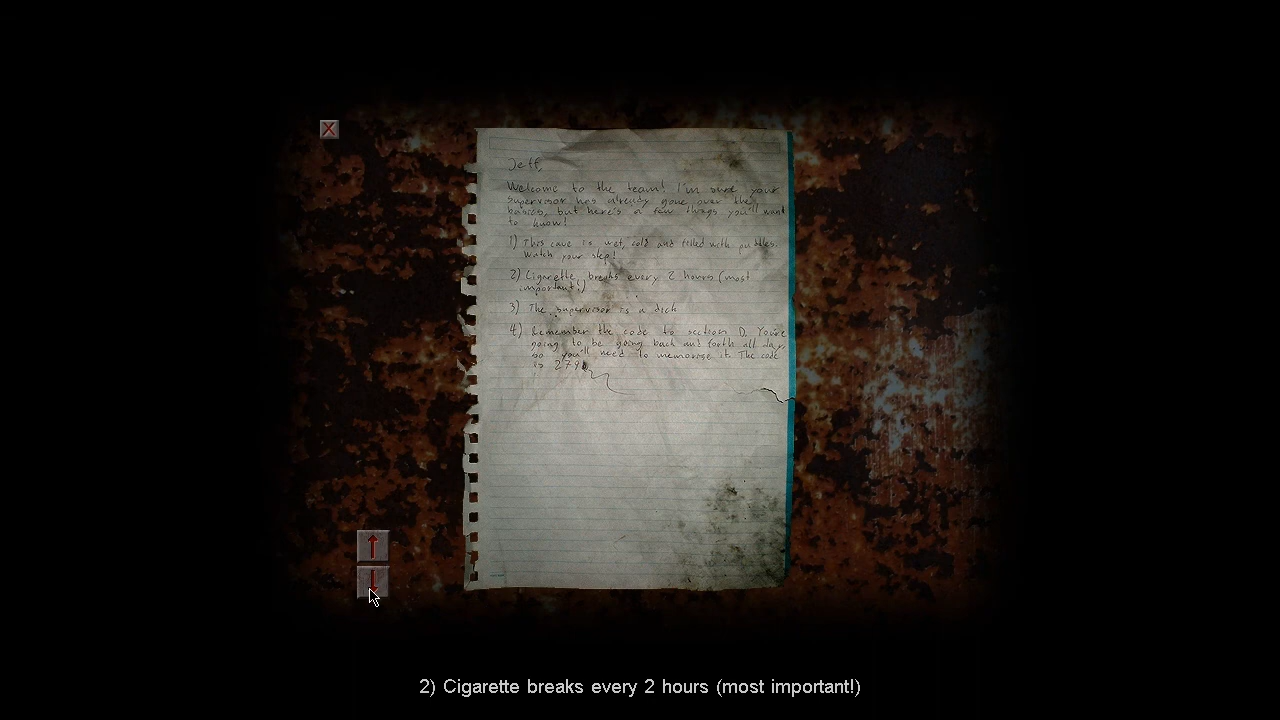 Jeff,
Welcome to the team! I'm sure your
supervisor has already gone over the
basics, but here's a few things you'll want
to know!
1) This cave is wet, cold and filled with puddles.
Watch your step!
2) Cigarette breaks every 2 hours (most
important!)
3) The supervisor is a dick
4) Remember the code to section D. You're
going to be going back and forth all day,
so you'll need to memorise it. The code
is 279
2) Cigarette breaks every 2 hours (most important!)